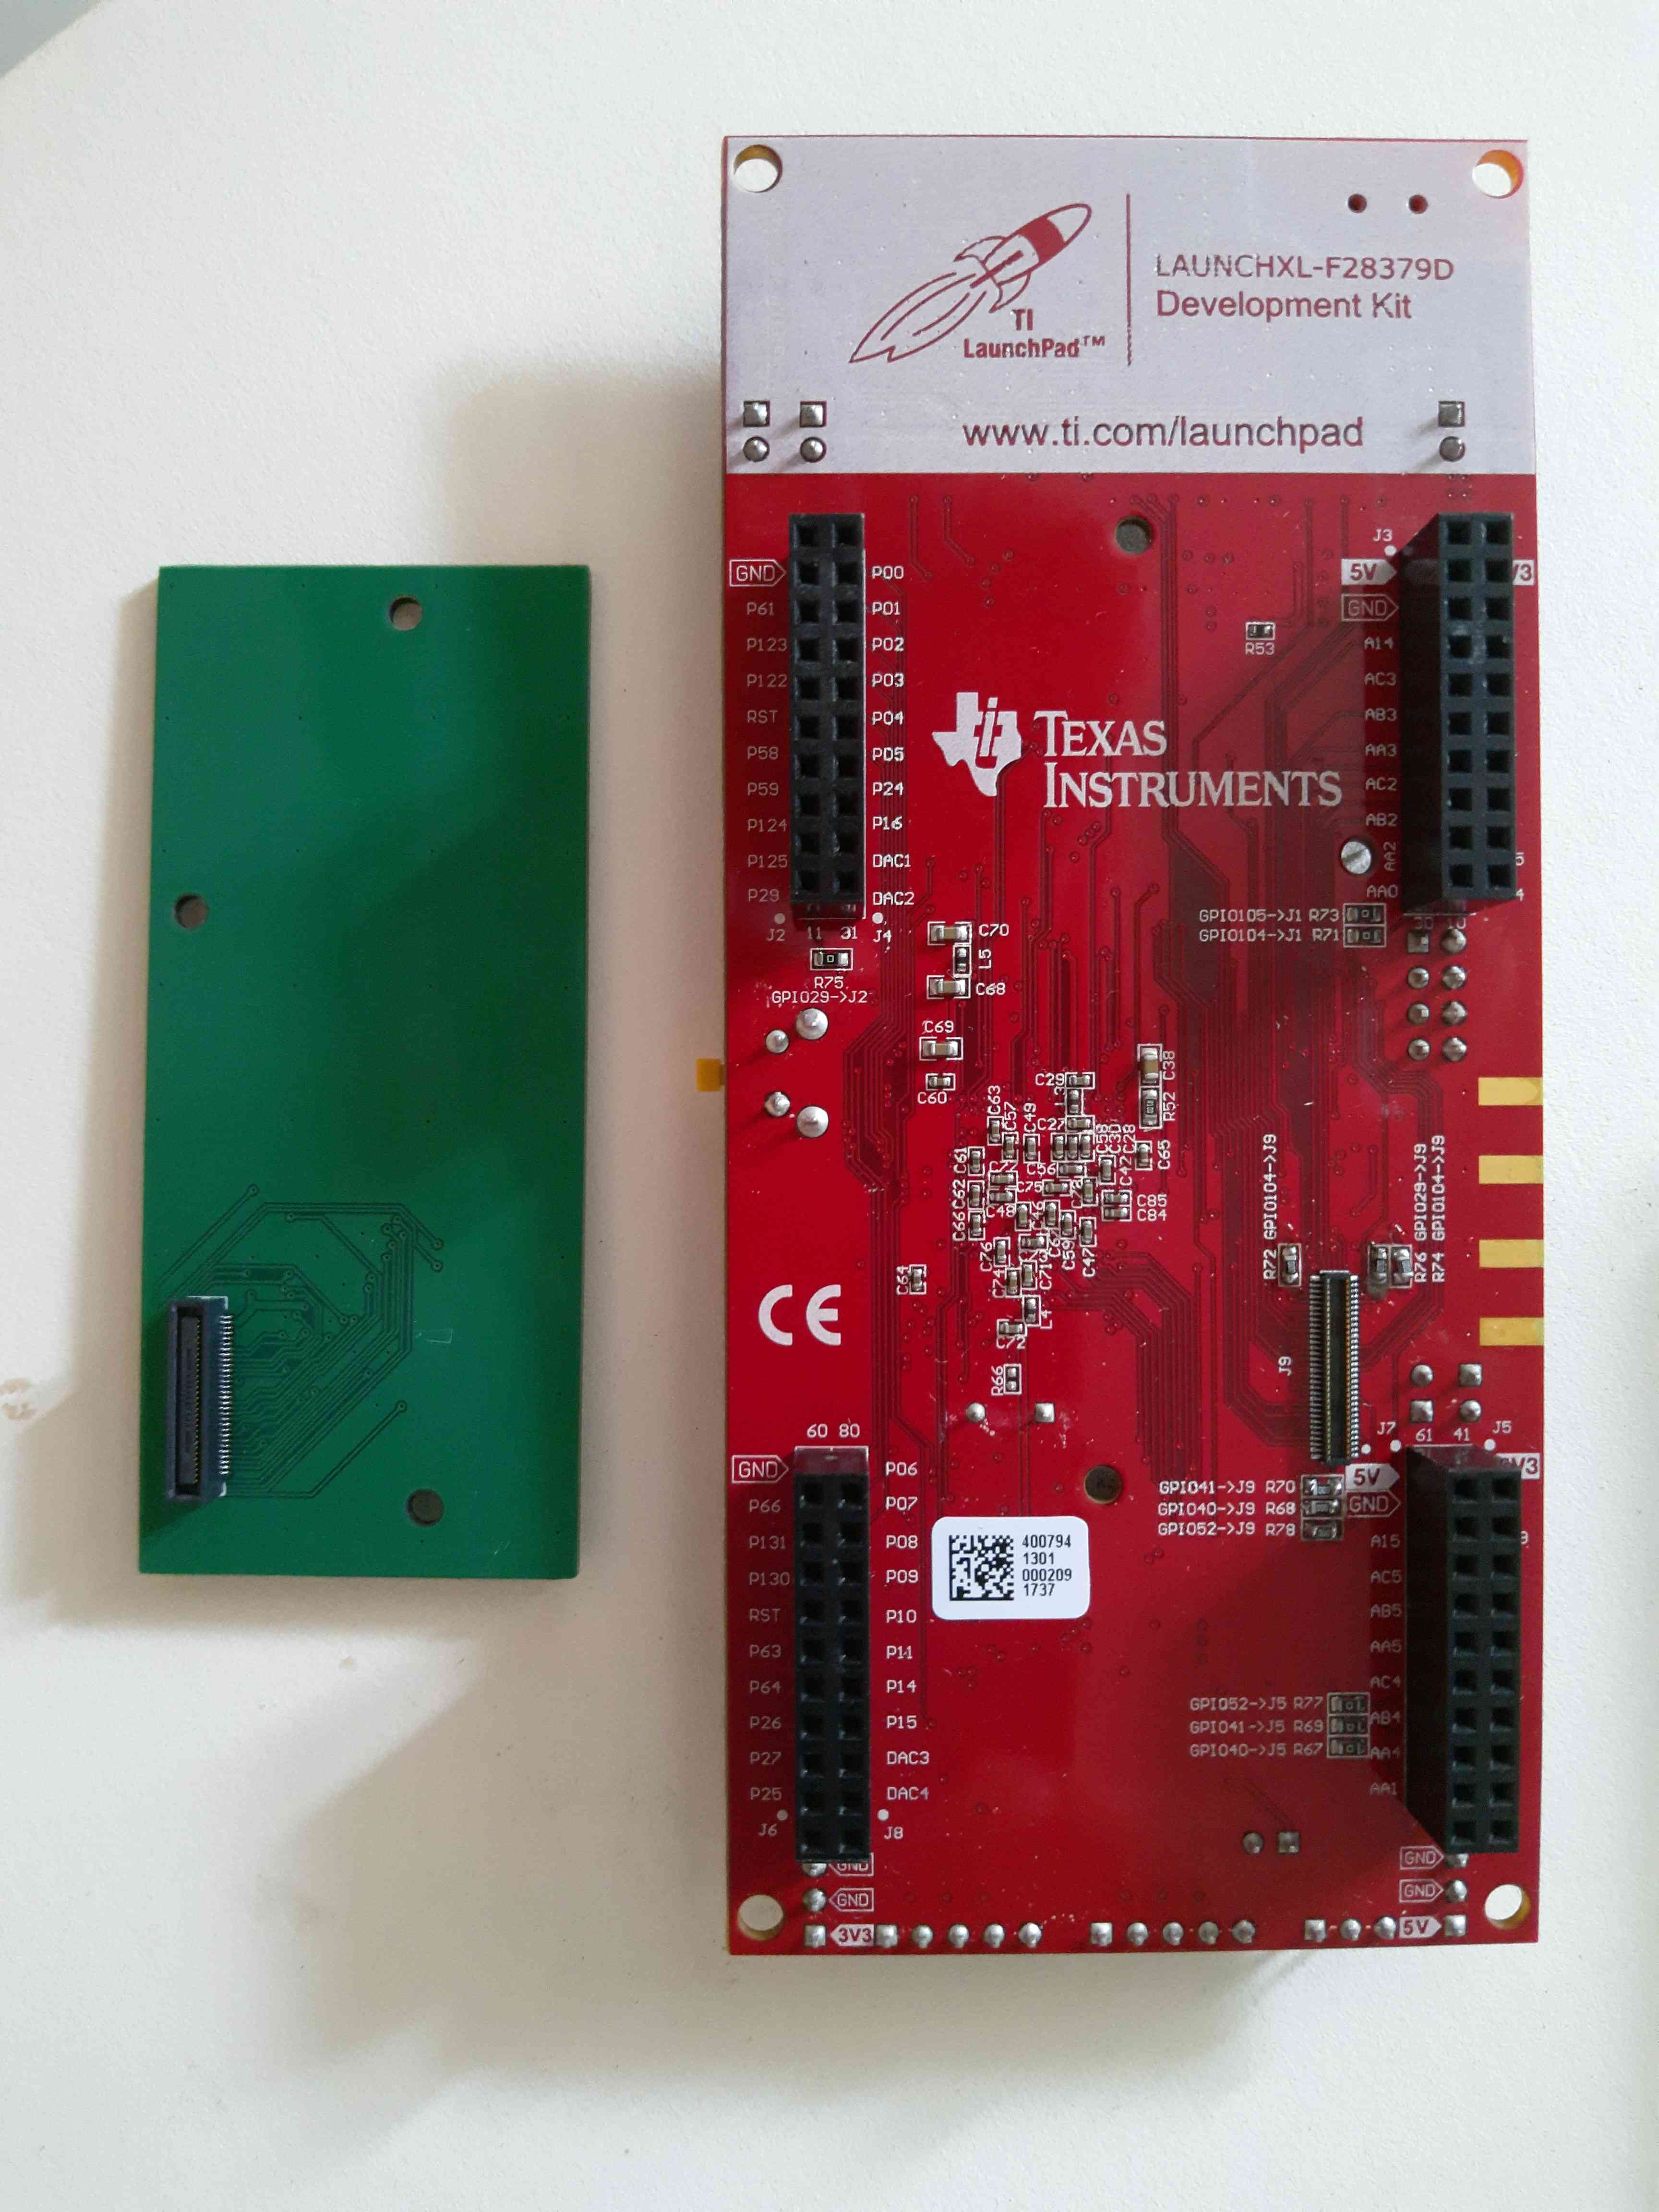 LAUNCHXL-F28379D
Development Kit
TI
LaunchPad™
www.ti.com/launchpad
GND
P61
P123
P122
RST
P58
P59
P124
P125
P29
P00
P01
P02
P03
P04
P05
P24
P16
DAC1
DAC2
J2 11 31 J4
R75
GPIO29->J2
J3
5V
GND
A14
AC3
AB3
AA3
AC2
AB2
AA2
AA0
R53
TEXAS
INSTRUMENTS
GPIO105->J1 R73
GPIO104->J1 R71
30 10
C70
L5
C68
C69
C60
C29
C38
R52
C63
C57
C49
C27
C58
C30
C28
C65
C61
C56
C42
C62
C75
C85
C48
C84
C66
C46
C59
C47
C76
C74
C71
C64
L4
R66
CE
R72 GPIO104->J9
R76 GPIO29->J9
R74 GPIO104->J9
J9
J7 61 41 J5
5V
GND
GPIO41->J9 R70
GPIO40->J9 R68
GPIO52->J9 R78
A15
AC5
AB5
AA5
AC4
AB4
AA4
AA1
GPIO52->J5 R77
GPIO41->J5 R69
GPIO40->J5 R67
60 80
GND
P66
P131
P130
RST
P63
P64
P26
P27
P25
J6
P06
P07
P08
P09
P10
P11
P14
P15
DAC3
DAC4
J8
400794
1301
000209
1737
GND
GND
3V3
GND
GND
5V